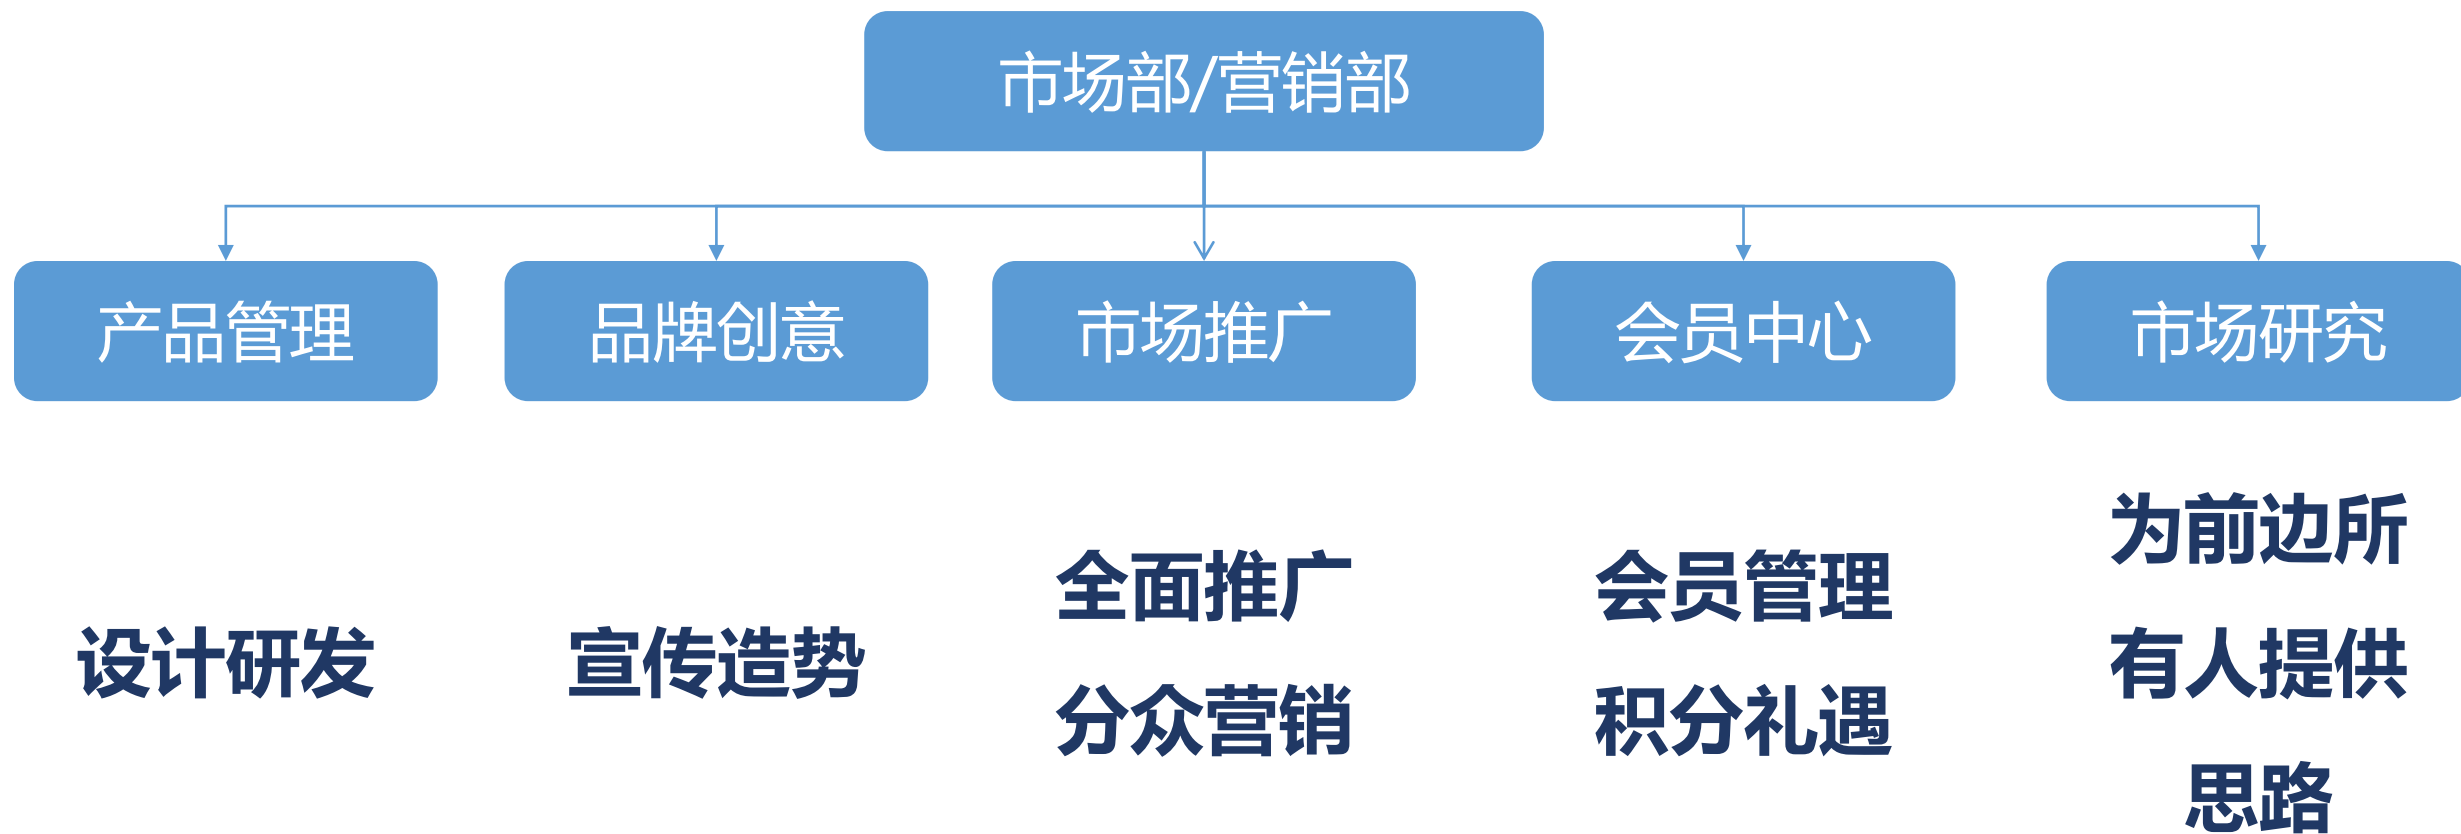 市场部/营销部
产品管理
品牌创意
市场推广
会员中心
市场研究
设计研发
宣传造势
全面推广
分众营销
会员管理
积分礼遇
为前边所
有人提供
思路